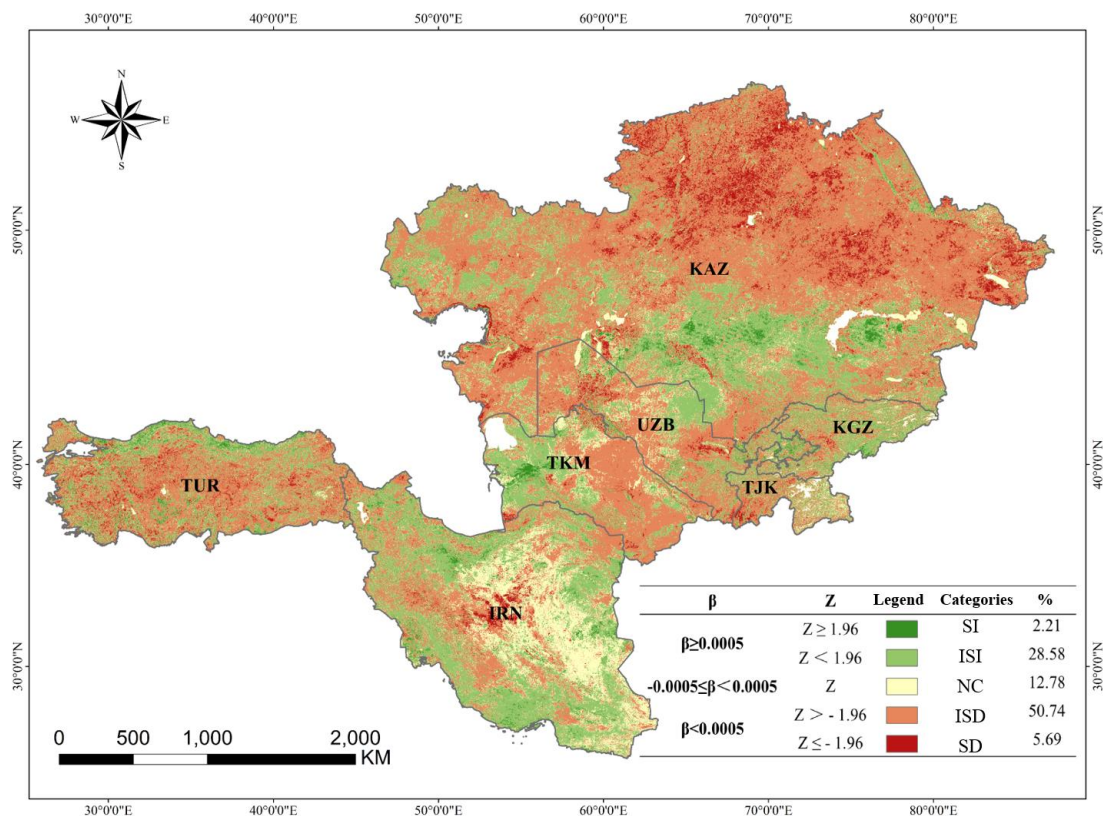 30°0'0"E 40°0'0"E 50°0'0"E 60°0'0"E 70°0'0"E 80°0'0"E
N
W E
S
50°0'0"N 50°0'0"N
KAZ
UZB KGZ
40°0'0"N TKM 40°0'0"N
TUR TJK
IRN
β Z Legend Categories %
β≥0.0005 Z ≥ 1.96 SI 2.21
Z < 1.96 ISI 28.58
-0.0005≤β<0.0005 Z NC 12.78
β<0.0005 Z > - 1.96 ISD 50.74
Z ≤ - 1.96 SD 5.69
30°0'0"N 30°0'0"N
0 500 1,000 2,000
KM
30°0'0"E 40°0'0"E 50°0'0"E 60°0'0"E 70°0'0"E 80°0'0"E